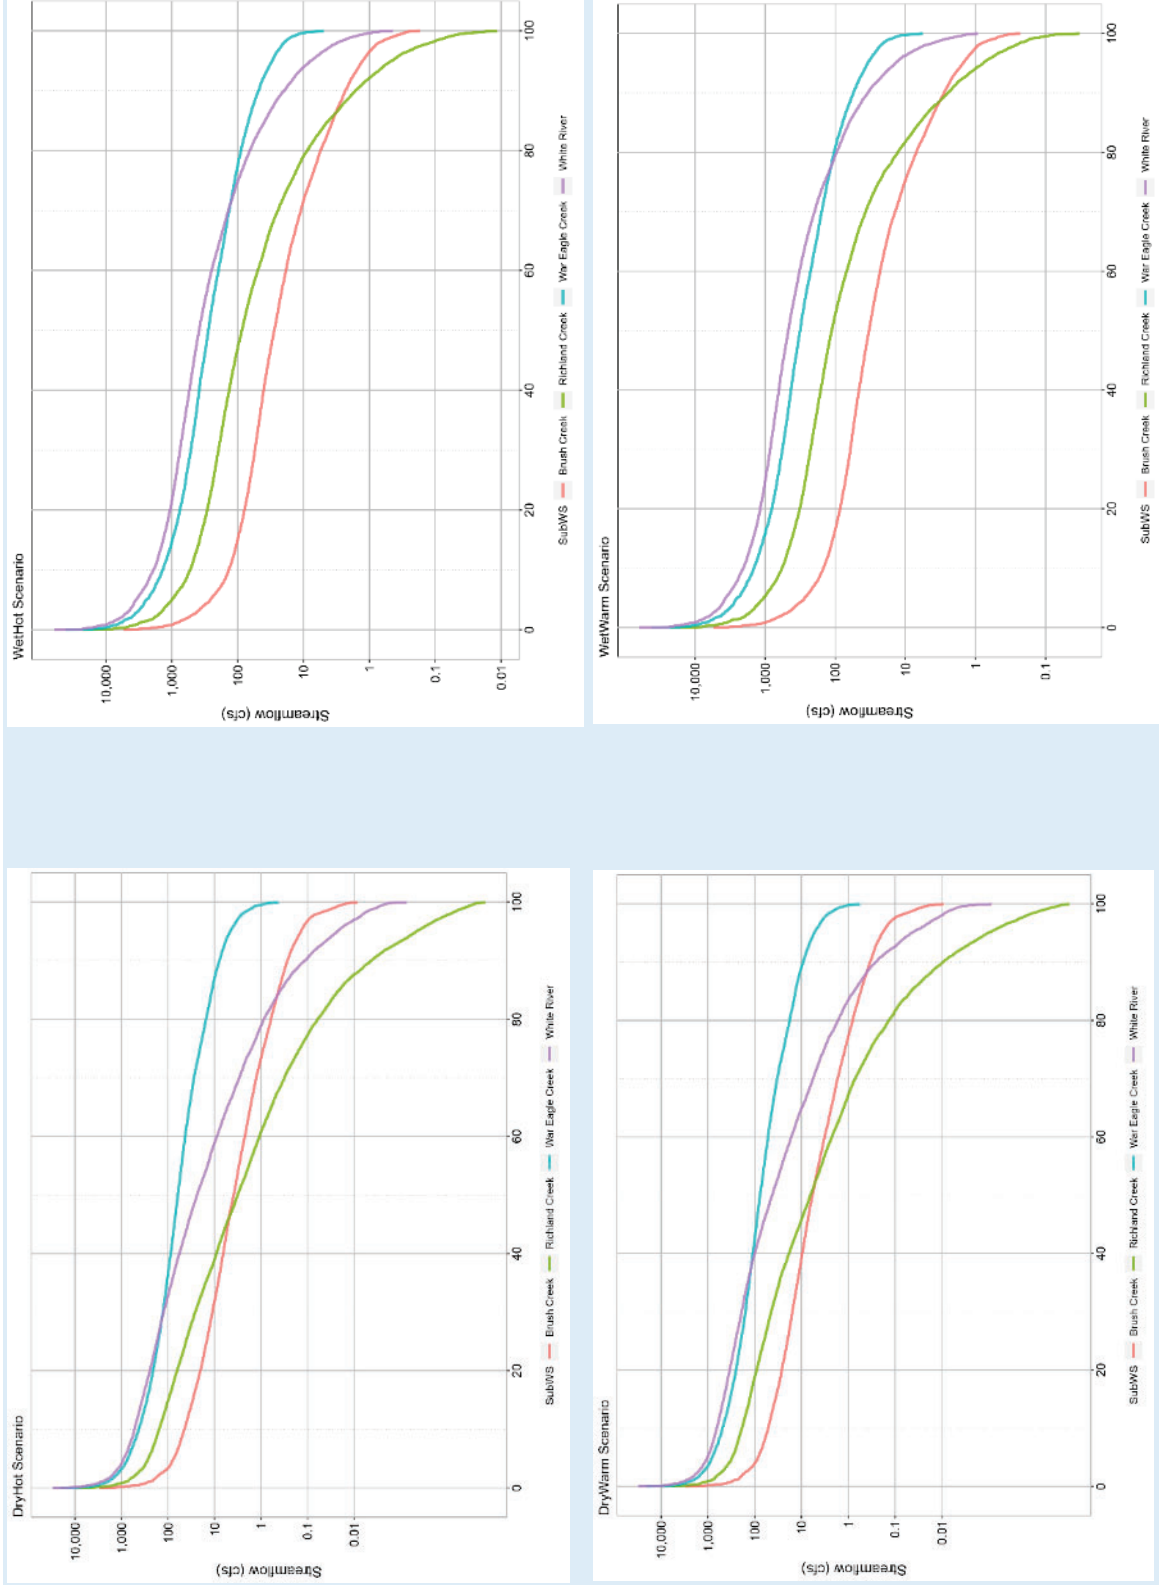 DryHot Scenario
Streamflow (cfs)
10,000
1,000
100
10
1
0.1
0.01
0 20 40 60 80 100
SubWS Brush Creek Richland Creek War Eagle Creek White River
WetHot Scenario
Streamflow (cfs)
10,000
1,000
100
10
1
0.1
0.01
0 20 40 60 80 100
SubWS Brush Creek Richland Creek War Eagle Creek White River
DryWarm Scenario
Streamflow (cfs)
10,000
1,000
100
10
1
0.1
0.01
0 20 40 60 80 100
SubWS Brush Creek Richland Creek War Eagle Creek White River
WetWarm Scenario
Streamflow (cfs)
10,000
1,000
100
10
1
0.1
0 20 40 60 80 100
SubWS Brush Creek Richland Creek War Eagle Creek White River